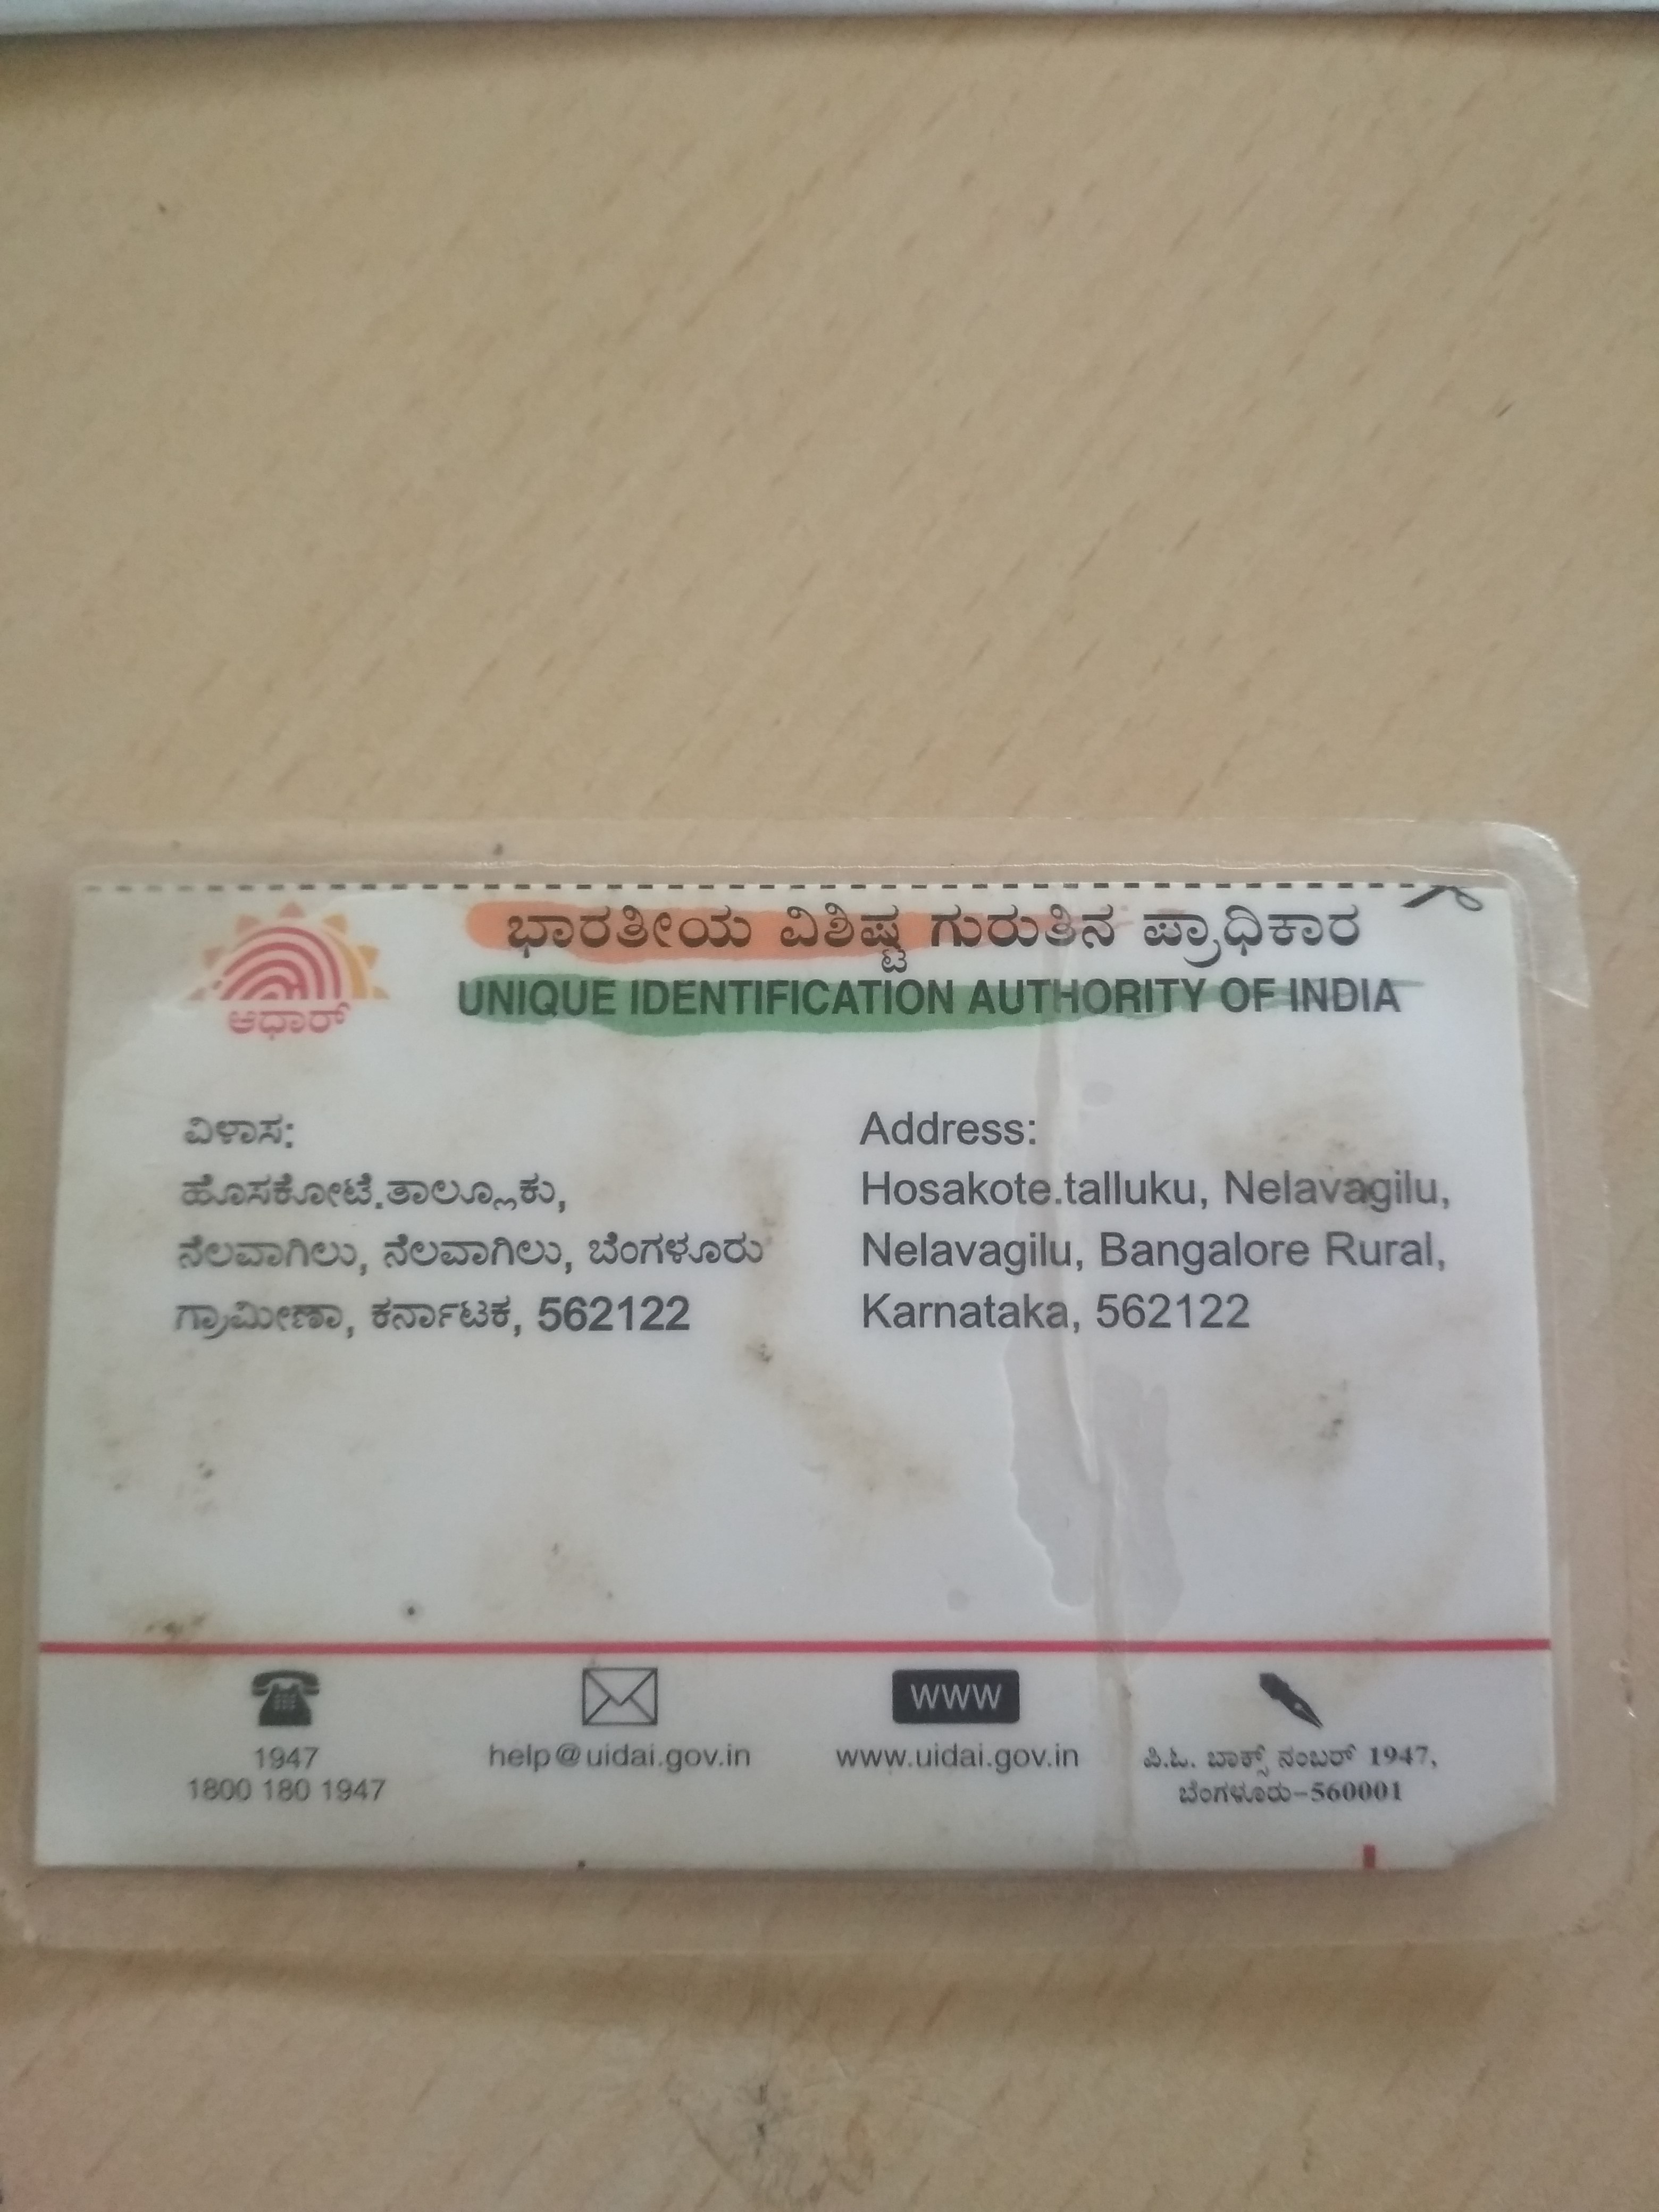 ಭಾರತೀಯ ವಿಶಿಷ್ಟ ಗುರುತಿನ ಪ್ರಾಧಿಕಾರ
UNIQUE IDENTIFICATION AUTHORITY OF INDIA
ಆಧಾರ್
ವಿಳಾಸ:
ಹೊಸಕೋಟೆ.ತಾಲ್ಲೂಕು,
ನೆಲವಾಗಿಲು, ನೆಲವಾಗಿಲು, ಬೆಂಗಳೂರು
ಗ್ರಾಮೀಣಾ, ಕರ್ನಾಟಕ, 562122
Address:
Hosakote.talluku, Nelavagilu,
Nelavagilu, Bangalore Rural,
Karnataka, 562122
1947
1800 180 1947
help@uidai.gov.in
WWW
www.uidai.gov.in
ಪಿ.ಓ. ಬಾಕ್ಸ್ ನಂಬರ್ 1947,
ಬೆಂಗಳೂರು-560001